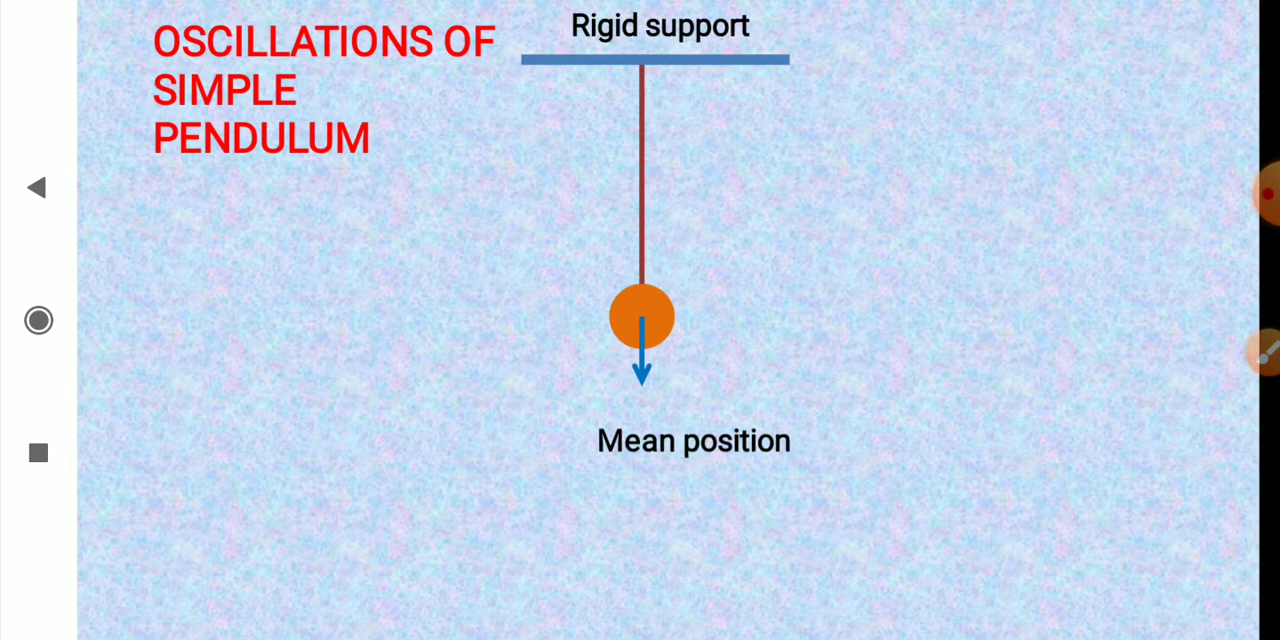 OSCILLATIONS OF
SIMPLE
PENDULUM
Rigid support
Mean position